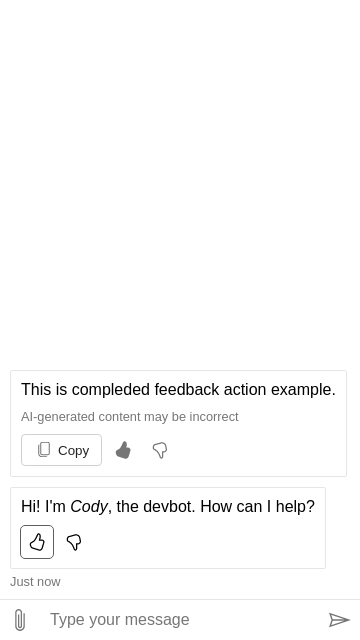 This is compleded feedback action example.
AI-generated content may be incorrect
Copy
Hi! I'm Cody, the devbot. How can I help?
Just now
Type your message